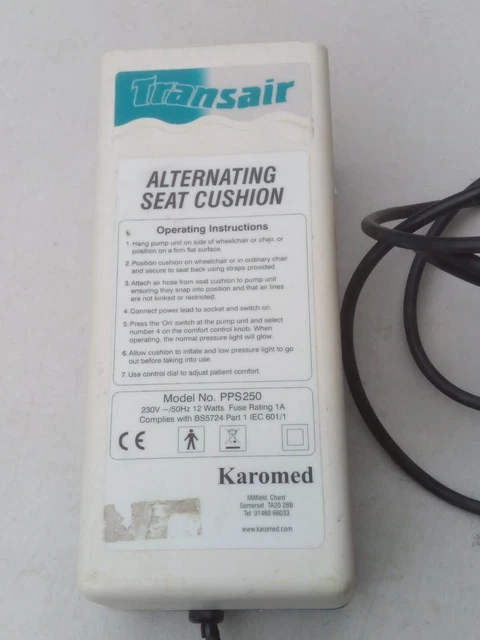 Transair
ALTERNATING
SEAT CUSHION
Operating Instructions
1. Hang pump unit on side of wheelchair or chair or
position on a firm flat surface.
2. Position cushion on wheelchair or in ordinary chair
and secure to seat back using straps provided.
3. Attach air hose from seat cushion to pump unit
ensuring they snap into position and that air lines
are not kinked or restricted.
4. Connect power lead to socket and switch on.
5. Press the 'On' switch at the pump unit and select
number 4 on the comfort control knob. When
operating, the normal pressure light will glow.
6. Allow cushion to inflate and low pressure light to go
out before taking into use.
7. Use control dial to adjust patient comfort.
Model No. PPS250
230V ~/50Hz 12 Watts. Fuse Rating 1A
Complies with BS5724 Part 1 IEC 601/1
CE
Karomed
Millfield, Chard
Somerset TA20 2BB
Tel 01460 66033
www.karomed.com